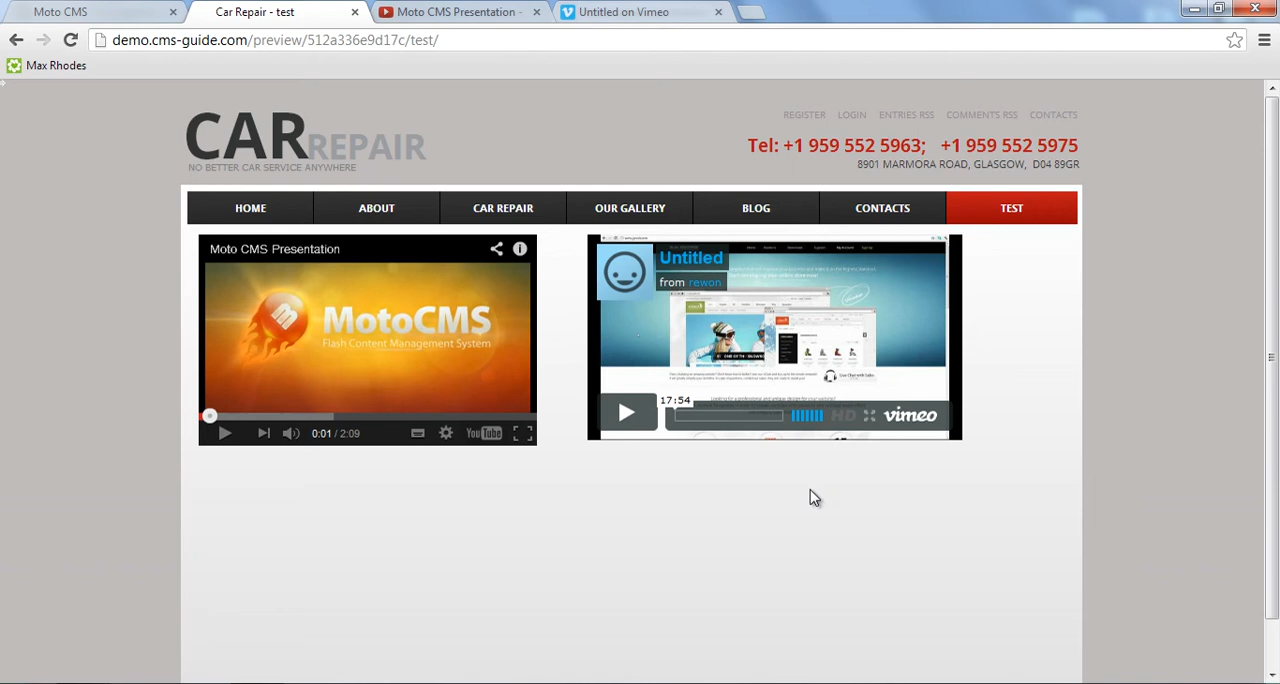 Moto CMS
Car Repair - test
Moto CMS Presentation -
Untitled on Vimeo
demo.cms-guide.com/preview/512a336e9d17c/test/
Max Rhodes
CARREPAIR
NO BETTER CAR SERVICE ANYWHERE
REGISTER LOGIN ENTRIES RSS COMMENTS RSS CONTACTS
Tel: +1 959 552 5963; +1 959 552 5975
8901 MARMORA ROAD, GLASGOW, D04 89GR
HOME ABOUT CAR REPAIR OUR GALLERY BLOG CONTACTS TEST
Moto CMS Presentation
MotoCMS
Flash Content Management System
0:01 / 2:09
YouTube
Untitled
from rewon
17:54
HD vimeo